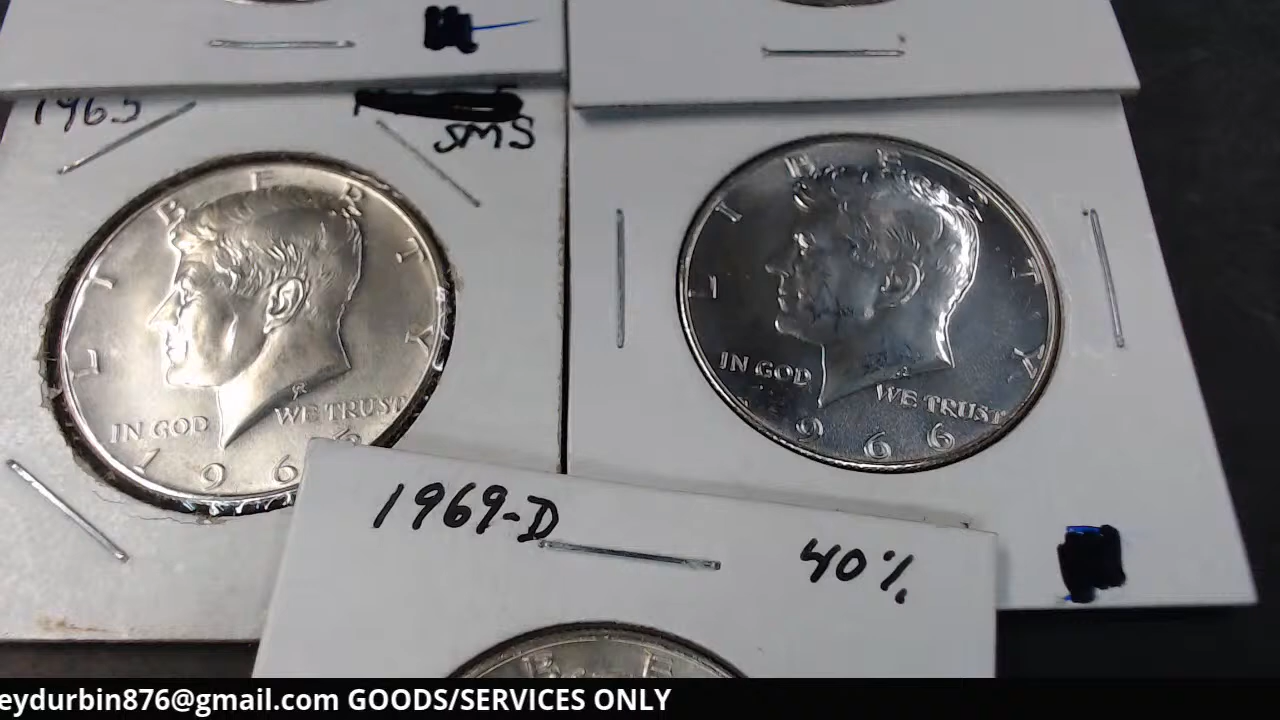 1965
SMS
LIBERTY
IN GOD WE TRUST
196
LIBERTY
IN GOD WE TRUST
1966
1969-D
40%
eydurbin876@gmail.com GOODS/SERVICES ONLY